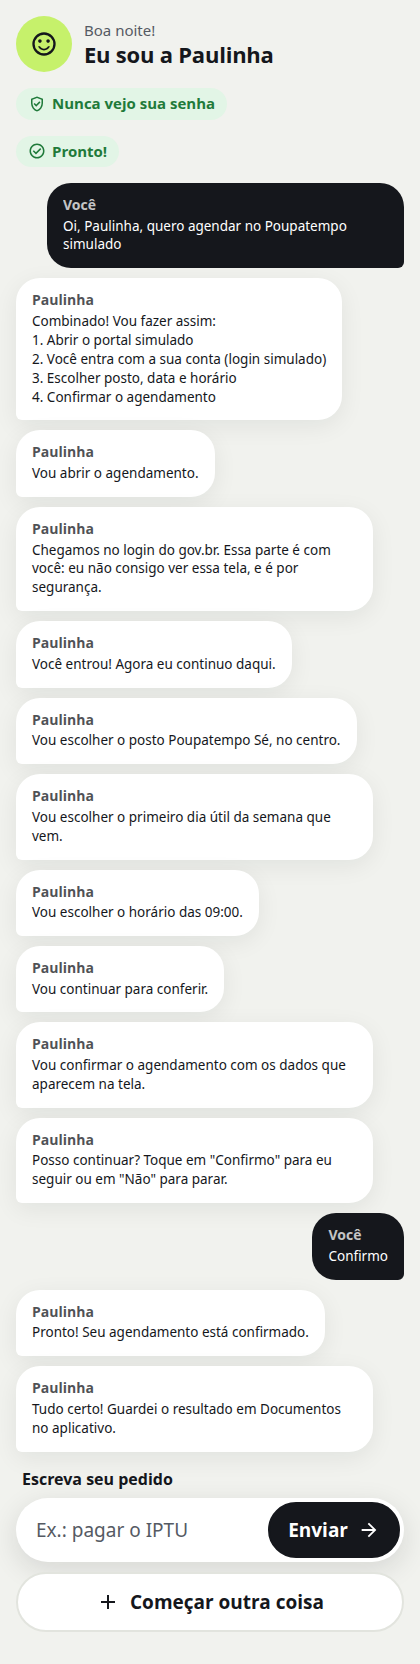 Boa noite!
Eu sou a Paulinha
Nunca vejo sua senha
Pronto!
Você
Oi, Paulinha, quero agendar no Poupatempo
simulado
Paulinha
Combinado! Vou fazer assim:
1. Abrir o portal simulado
2. Você entra com a sua conta (login simulado)
3. Escolher posto, data e horário
4. Confirmar o agendamento
Paulinha
Vou abrir o agendamento.
Paulinha
Chegamos no login do gov.br. Essa parte é com
você: eu não consigo ver essa tela, e é por
segurança.
Paulinha
Você entrou! Agora eu continuo daqui.
Paulinha
Vou escolher o posto Poupatempo Sé, no centro.
Paulinha
Vou escolher o primeiro dia útil da semana que
vem.
Paulinha
Vou escolher o horário das 09:00.
Paulinha
Vou continuar para conferir.
Paulinha
Vou confirmar o agendamento com os dados que
aparecem na tela.
Paulinha
Posso continuar? Toque em "Confirmo" para eu
seguir ou em "Não" para parar.
Você
Confirmo
Paulinha
Pronto! Seu agendamento está confirmado.
Paulinha
Tudo certo! Guardei o resultado em Documentos
no aplicativo.
Escreva seu pedido
Ex.: pagar o IPTU
Enviar →
+ Começar outra coisa